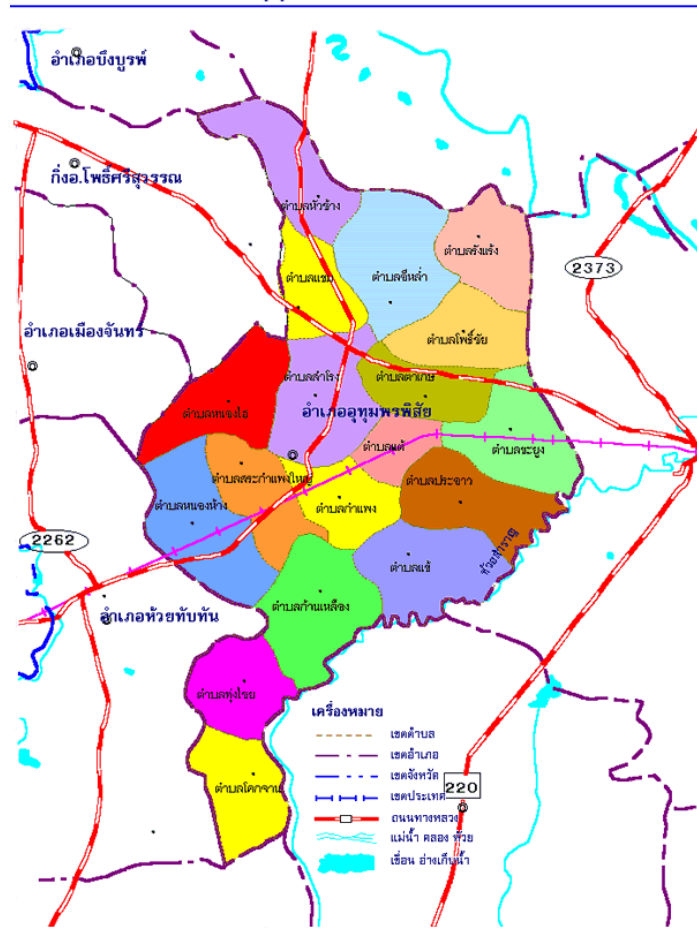 อำเภอบึงบูรพ์
กิ่งอ.โพธิ์ศรีสุวรรณ
ตำบลหัวช้าง
ตำบลรังแร้ง
ตำบลแขม
ตำบลขี้หล่ำ
2373
อำเภอเมืองจันทร์
ตำบลโพธิ์ชัย
ตำบลสำโรง
ตำบลตาเกษ
ตำบลหนองไฮ
อำเภออุทุมพรพิสัย
ตำบลแต้
ตำบลขะยูง
ตำบลสระกำแพงใหญ่
ตำบลปะอาว
ตำบลหนองห้าง
ตำบลกำแพง
2262
ห้วยสำราญ
ตำบลแข้
อำเภอห้วยทับทัน
ตำบลก้านเหลือง
ตำบลทุ่งไชย
เครื่องหมาย
เขตตำบล
เขตอำเภอ
เขตจังหวัด
220
ตำบลโคกจาน
เขตประเทศ
ถนนทางหลวง
แม่น้ำ คลอง ห้วย
เขื่อน อ่างเก็บน้ำ